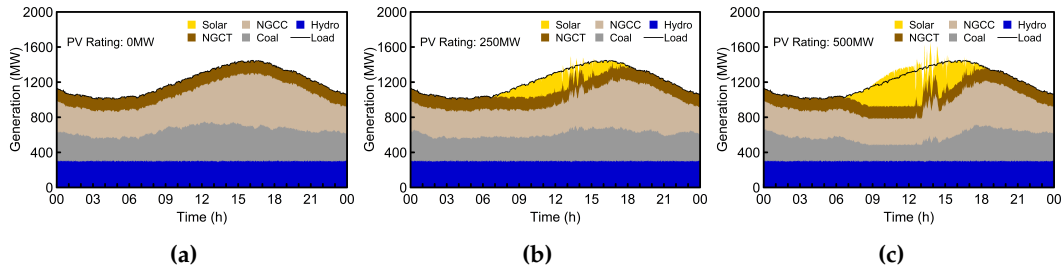 2000
1600
1200
800
400
0
Generation (MW)
Solar NGCC Hydro
NGCT Coal Load
PV Rating: 0MW
00 03 06 09 12 15 18 21 00
Time (h)
(a)
2000
1600
1200
800
400
0
Generation (MW)
Solar NGCC Hydro
NGCT Coal Load
PV Rating: 250MW
00 03 06 09 12 15 18 21 00
Time (h)
(b)
2000
1600
1200
800
400
0
Generation (MW)
Solar NGCC Hydro
NGCT Coal Load
PV Rating: 500MW
00 03 06 09 12 15 18 21 00
Time (h)
(c)